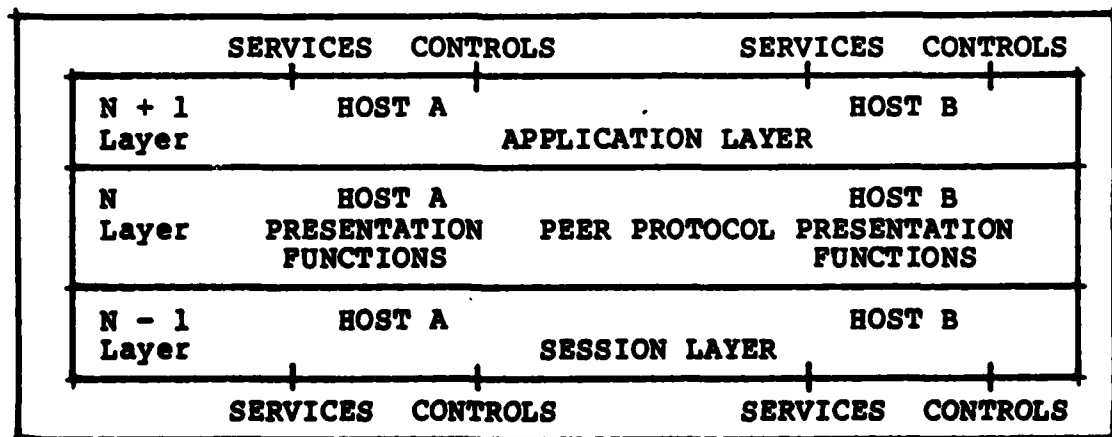 SERVICES CONTROLS SERVICES CONTROLS
N + 1 HOST A HOST B
Layer APPLICATION LAYER
N HOST A HOST B
Layer PRESENTATION PEER PROTOCOL PRESENTATION
FUNCTIONS FUNCTIONS
N - 1 HOST A HOST B
Layer SESSION LAYER
SERVICES CONTROLS SERVICES CONTROLS